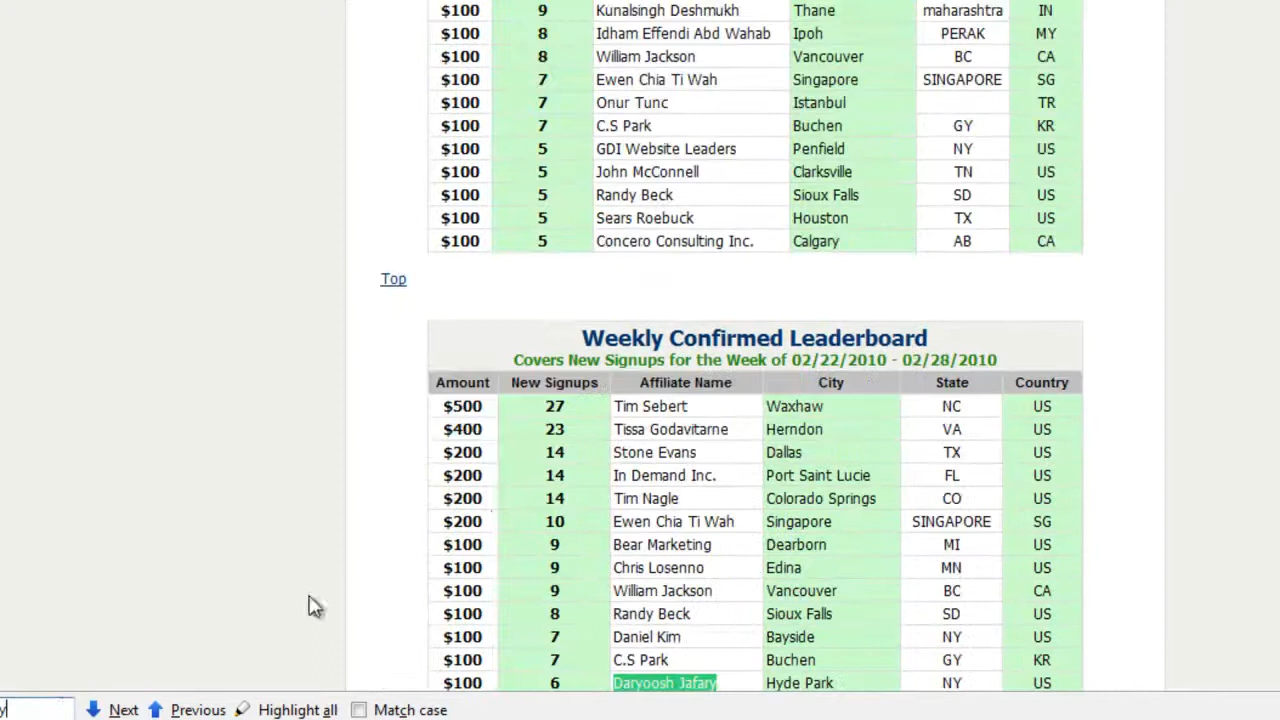 $100 9 Kunalsingh Deshmukh Thane maharashtra IN
$100 8 Idham Effendi Abd Wahab Ipoh PERAK MY
$100 8 William Jackson Vancouver BC CA
$100 7 Ewen Chia Ti Wah Singapore SINGAPORE SG
$100 7 Onur Tunc Istanbul TR
$100 7 C.S Park Buchen GY KR
$100 5 GDI Website Leaders Penfield NY US
$100 5 John McConnell Clarksville TN US
$100 5 Randy Beck Sioux Falls SD US
$100 5 Sears Roebuck Houston TX US
$100 5 Concero Consulting Inc. Calgary AB CA
Top
Weekly Confirmed Leaderboard
Covers New Signups for the Week of 02/22/2010 - 02/28/2010
Amount New Signups Affiliate Name City State Country
$500 27 Tim Sebert Waxhaw NC US
$400 23 Tissa Godavitarne Herndon VA US
$200 14 Stone Evans Dallas TX US
$200 14 In Demand Inc. Port Saint Lucie FL US
$200 14 Tim Nagle Colorado Springs CO US
$200 10 Ewen Chia Ti Wah Singapore SINGAPORE SG
$100 9 Bear Marketing Dearborn MI US
$100 9 Chris Losenno Edina MN US
$100 9 William Jackson Vancouver BC CA
$100 8 Randy Beck Sioux Falls SD US
$100 7 Daniel Kim Bayside NY US
$100 7 C.S Park Buchen GY KR
$100 6 Daryoosh Jafary Hyde Park NY US
y Next Previous Highlight all Match case